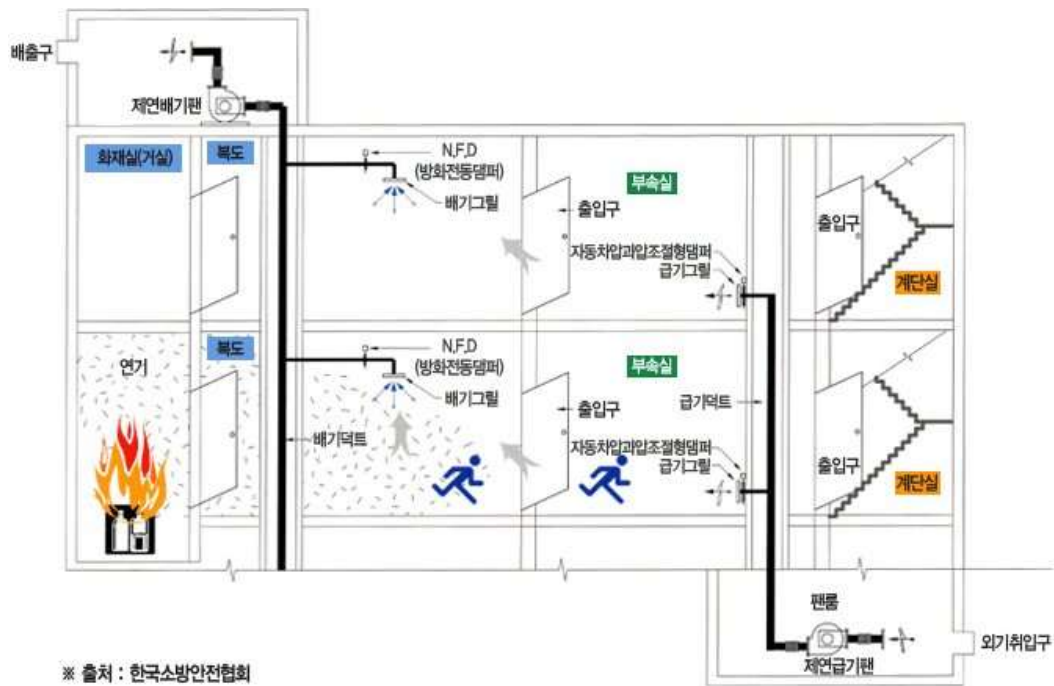 배출구
제연배기팬
화재실(거실)
복도
N.F.D
(방화전동댐퍼)
배기그릴
출입구
부속실
자동차압과압조절형댐퍼
급기그릴
출입구
계단실
연기
복도
N.F.D
(방화전동댐퍼)
배기그릴
출입구
부속실
급기덕트
배기덕트
자동차압과압조절형댐퍼
급기그릴
출입구
계단실
팬룸
제연급기팬
외기취입구
※ 출처 : 한국소방안전협회